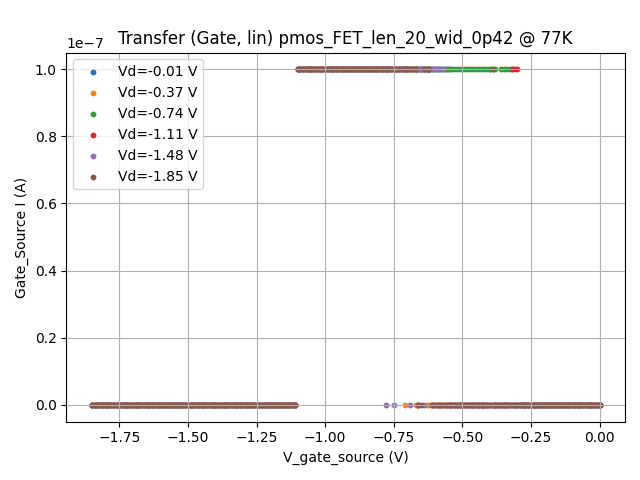 Transfer (Gate, lin) pmos_FET_len_20_wid_0p42 @ 77K
1e−7
Vd=-0.01 V
Vd=-0.37 V
Vd=-0.74 V
Vd=-1.11 V
Vd=-1.48 V
Vd=-1.85 V
1.0
0.8
0.6
0.4
0.2
0.0
Gate_Source I (A)
−1.75 −1.50 −1.25 −1.00 −0.75 −0.50 −0.25 0.00
V_gate_source (V)